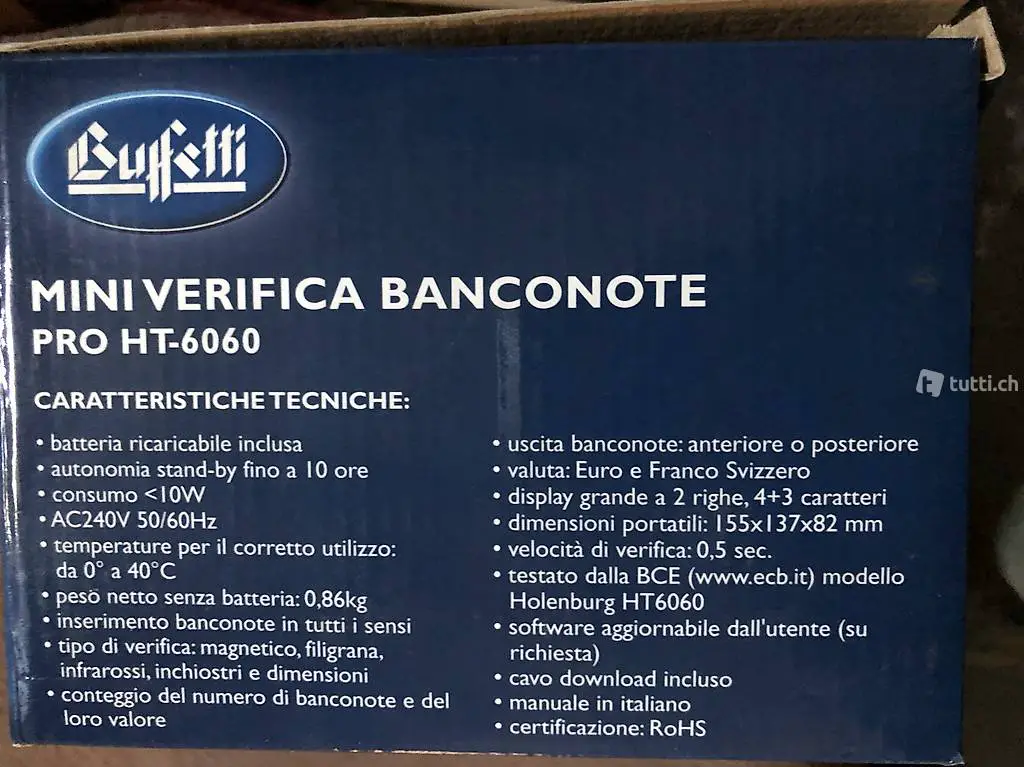 Buffetti
MINI VERIFICA BANCONOTE
PRO HT-6060
CARATTERISTICHE TECNICHE:
• batteria ricaricabile inclusa
• autonomia stand-by fino a 10 ore
• consumo <10W
• AC240V 50/60Hz
• temperature per il corretto utilizzo:
da 0° a 40°C
• peso netto senza batteria: 0,86kg
• inserimento banconote in tutti i sensi
• tipo di verifica: magnetico, filigrana,
infrarossi, inchiostri e dimensioni
• conteggio del numero di banconote e del
loro valore
• uscita banconote: anteriore o posteriore
• valuta: Euro e Franco Svizzero
• display grande a 2 righe, 4+3 caratteri
• dimensioni portatili: 155x137x82 mm
• velocità di verifica: 0,5 sec.
• testato dalla BCE (www.ecb.it) modello
Holenburg HT6060
• software aggiornabile dall'utente (su
richiesta)
• cavo download incluso
• manuale in italiano
• certificazione: RoHS
tutti.ch